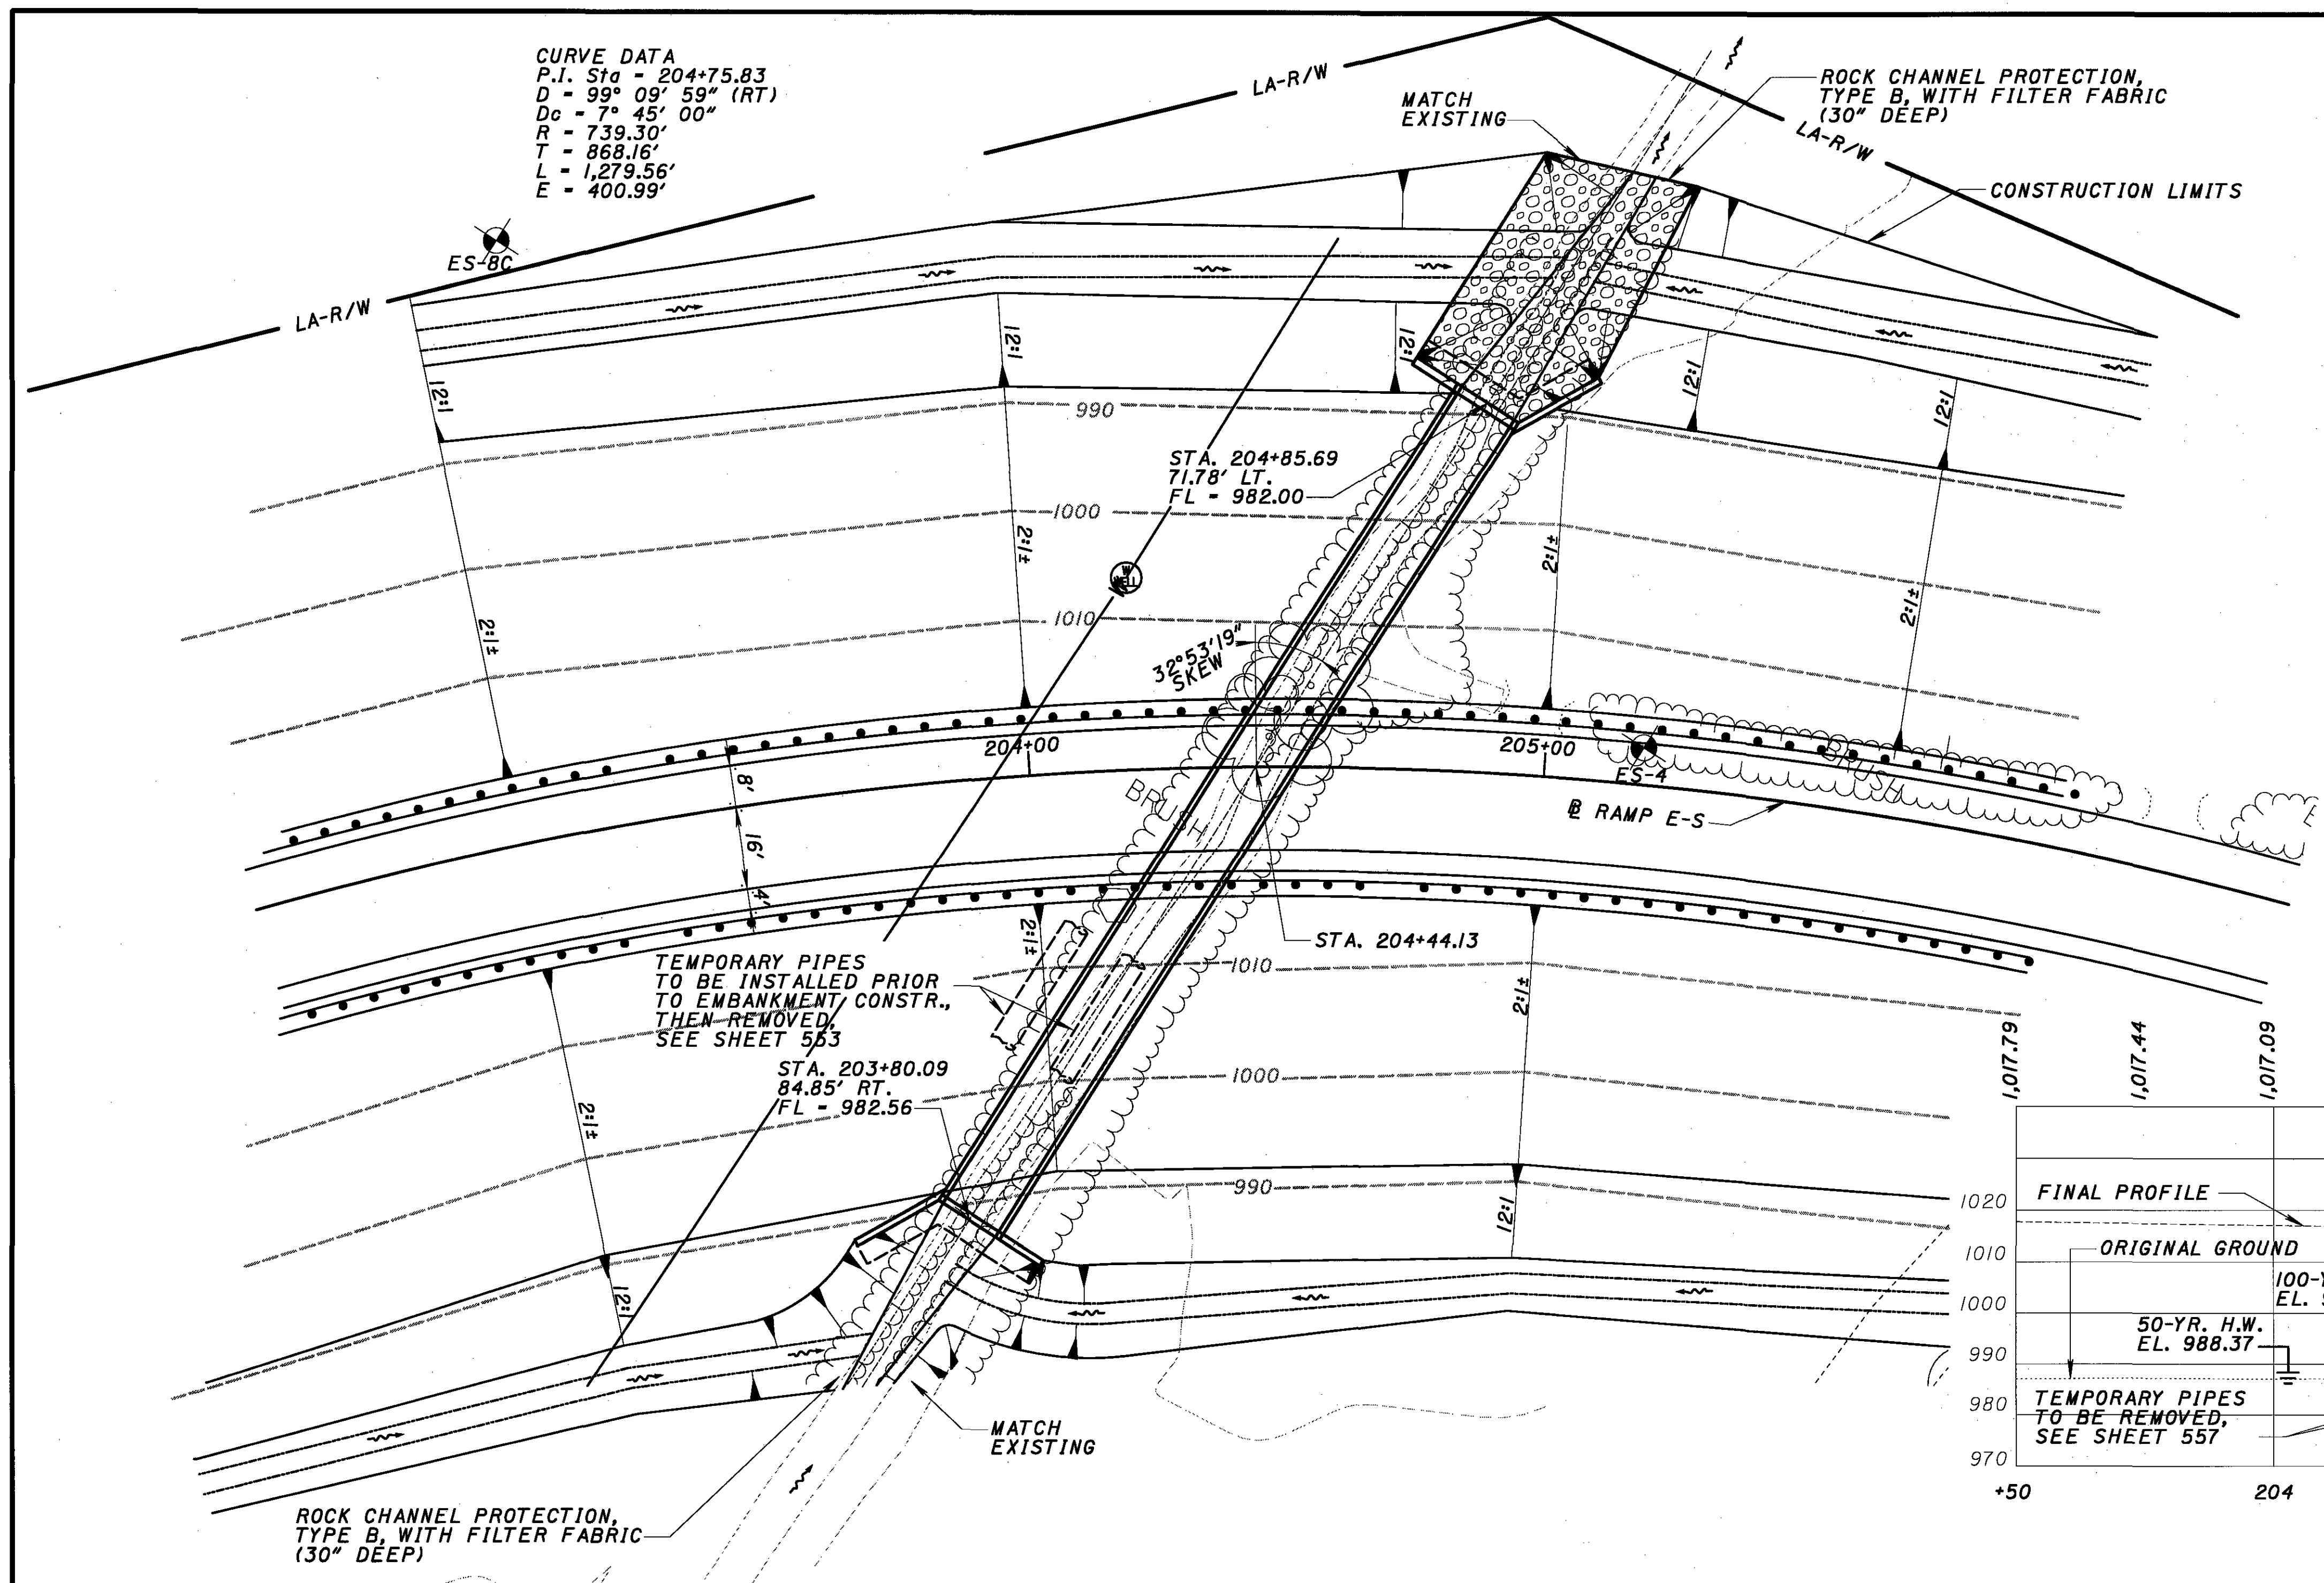 CURVE DATA
P.I. Sta = 204+75.83
D = 99° 09' 59" (RT)
Dc = 7° 45' 00"
R = 739.30'
T = 868.16'
L = 1,279.56'
E = 400.99'
LA-R/W
MATCH
EXISTING
ROCK CHANNEL PROTECTION,
TYPE B, WITH FILTER FABRIC
(30" DEEP)
LA-R/W
CONSTRUCTION LIMITS
ES-8C
LA-R/W
12:1
12:1
12:1
12:1
12:1
990
STA. 204+85.69
71.78' LT.
FL = 982.00
1000
2:1±
2:1±
2:1±
2:1±
W
WELL
1010
32°53'19"
SKEW
204+00
205+00
ES-4
BRUSH
BRUSH
8'
16'
4'
RAMP E-S
STA. 204+44.13
2:1±
2:1±
2:1±
1010
TEMPORARY PIPES
TO BE INSTALLED PRIOR
TO EMBANKMENT CONSTR.,
THEN REMOVED,
SEE SHEET 553
STA. 203+80.09
84.85' RT.
FL = 982.56
1000
990
12:1
12:1
1,017.79
1,017.44
1,017.09
1020
FINAL PROFILE
1010
ORIGINAL GROUND
1000
50-YR. H.W.
EL. 988.37
990
980
TEMPORARY PIPES
TO BE REMOVED,
SEE SHEET 557
970
+50
204
MATCH
EXISTING
ROCK CHANNEL PROTECTION,
TYPE B, WITH FILTER FABRIC
(30" DEEP)